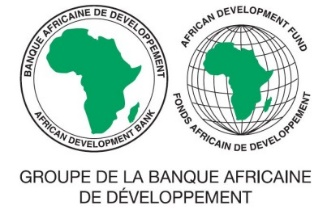 BANQUE AFRICAINE DE DEVELOPPEMENT
AFRICAN DEVELOPMENT BANK
AFRICAN DEVELOPMENT FUND
FONDS AFRICAIN DE DEVELOPPEMENT
GROUPE DE LA BANQUE AFRICAINE
DE DÉVELOPPEMENT